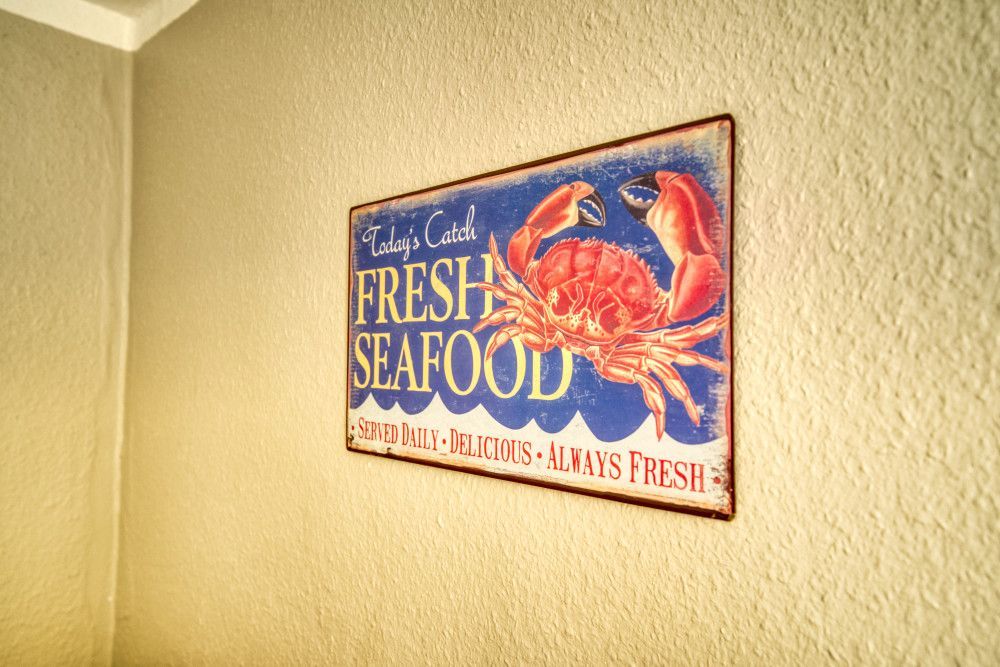 Today's Catch
FRESH
SEAFOOD
• SERVED DAILY • DELICIOUS • ALWAYS FRESH